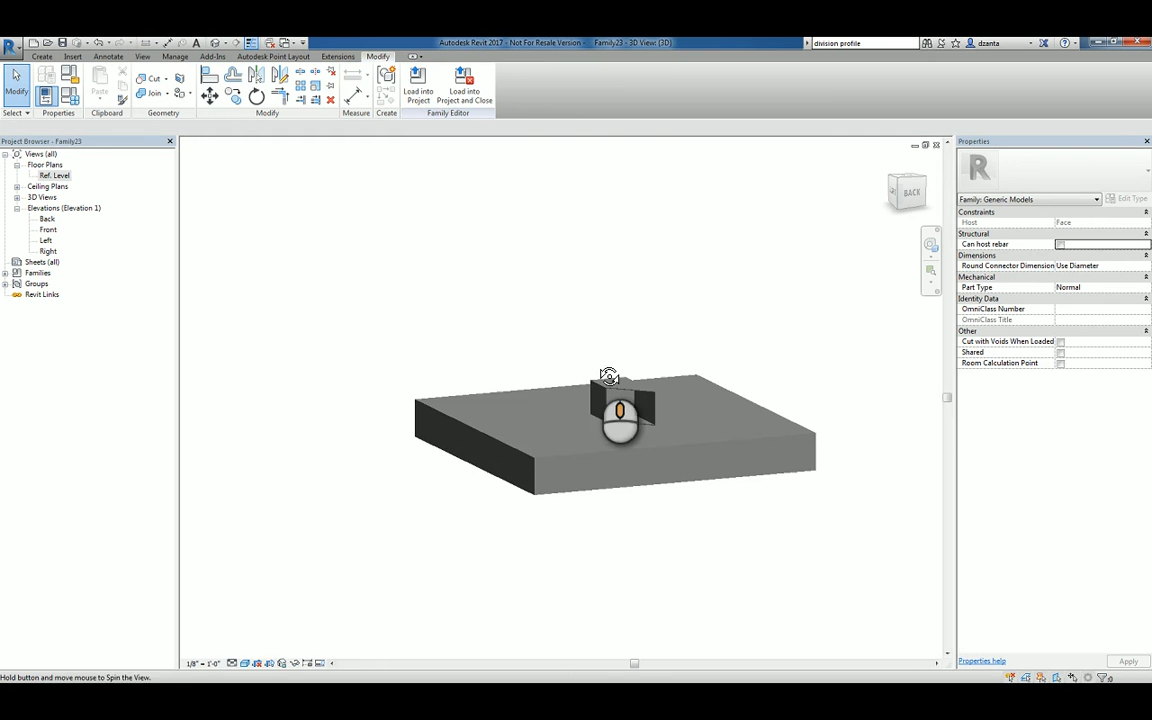 Autodesk Revit 2017 - Not For Resale Version - Family23 - 3D View: {3D}
division profile
dzanta
Create Insert Annotate View Manage Add-Ins Autodesk Point Layout Extensions Modify
Modify
Paste
Cut
Join
Load into Project
Load into Project and Close
Select Properties Clipboard Geometry Modify Measure Create Family Editor
Project Browser - Family23
Views (all)
Floor Plans
Ref. Level
Ceiling Plans
3D Views
Elevations (Elevation 1)
Back
Front
Left
Right
Sheets (all)
Families
Groups
Revit Links
BACK
Properties
R
Family: Generic Models
Edit Type
Constraints
Host Face
Structural
Can host rebar
Dimensions
Round Connector Dimension Use Diameter
Mechanical
Part Type Normal
Identity Data
OmniClass Number
OmniClass Title
Other
Cut with Voids When Loaded
Shared
Room Calculation Point
Properties help
Apply
1/8" = 1'-0"
Hold button and move mouse to Spin the View.
:0